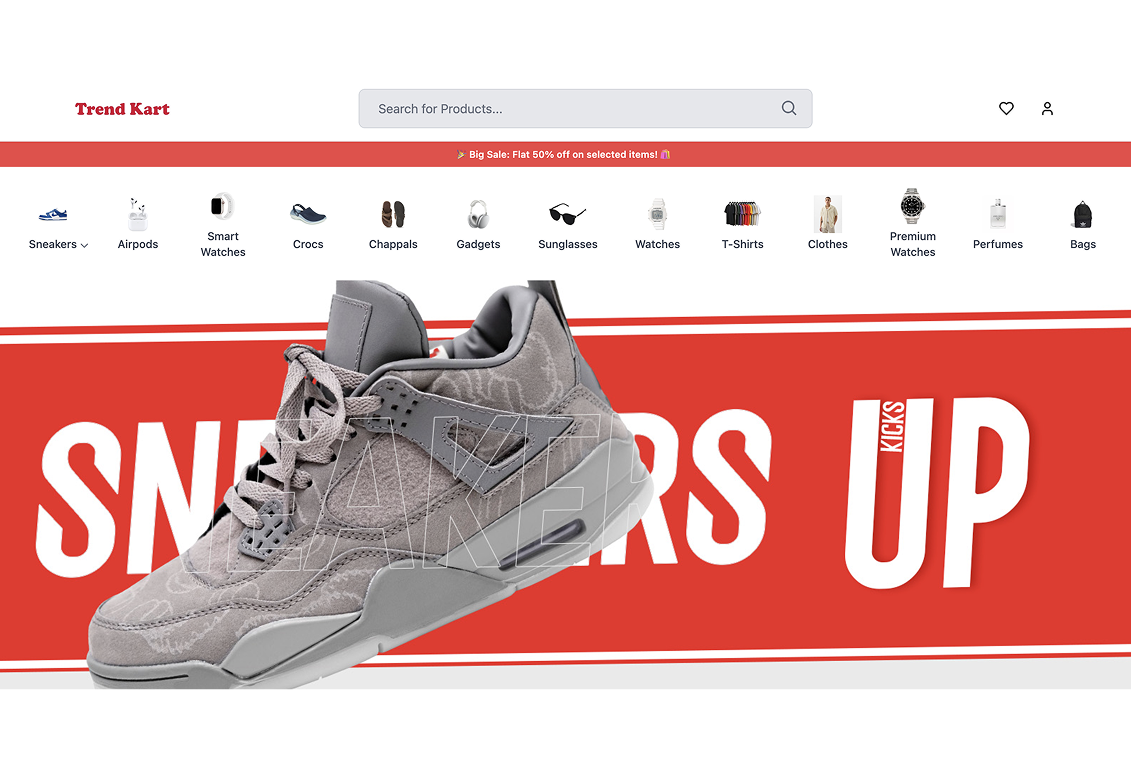 Trend Kart
Search for Products...
🎉 Big Sale: Flat 50% off on selected items! 🛍️
Sneakers
Airpods
Smart
Watches
Crocs
Chappals
Gadgets
Sunglasses
Watches
T-Shirts
Clothes
Premium
Watches
Perfumes
Bags
SNEAKERS UP
KICKS